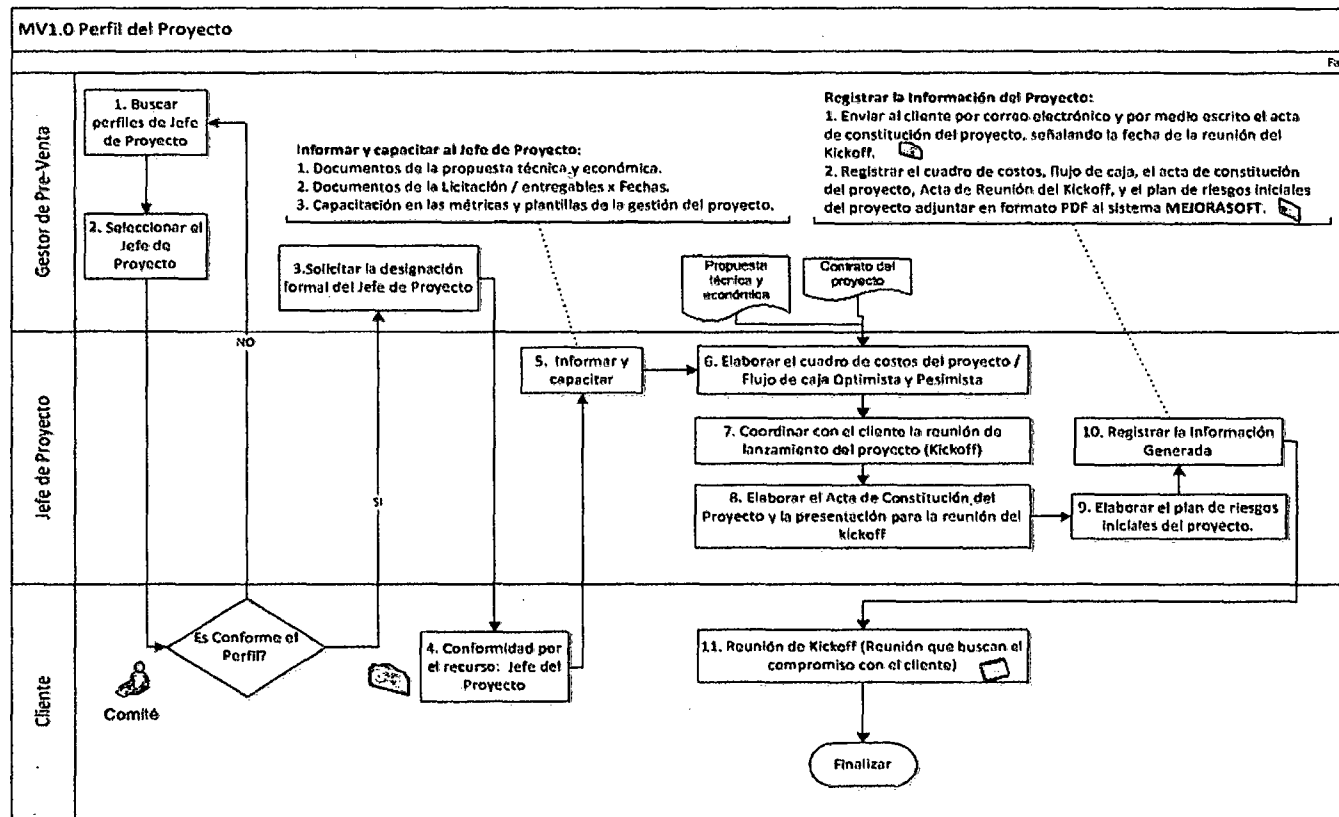 MV1.0 Perfil del Proyecto
Fa
Gestor de Pre-Venta
1. Buscar
perfiles de Jefe
de Proyecto
2. Seleccionar el
Jefe de
Proyecto
Informar y capacitar al Jefe de Proyecto:
1. Documentos de la propuesta técnica y económica.
2. Documentos de la Licitación / entregables x Fechas.
3. Capacitación en las métricas y plantillas de la gestión del proyecto.
Registrar la Información del Proyecto:
1. Enviar al cliente por correo electrónico y por medio escrito el acta
de constitución del proyecto, señalando la fecha de la reunión del
Kickoff.
2. Registrar el cuadro de costos, flujo de caja, el acta de constitución
del proyecto, Acta de Reunión del Kickoff, y el plan de riesgos iniciales
del proyecto adjuntar en formato PDF al sistema MEJORASOFT.
3.Solicitar la designación
formal del Jefe de Proyecto
Propuesta
técnica y
económica
Contrato del
proyecto
Jefe de Proyecto
NO
SI
5. Informar y
capacitar
6. Elaborar el cuadro de costos del proyecto /
Flujo de caja Optimista y Pesimista
7. Coordinar con el cliente la reunión de
lanzamiento del proyecto (Kickoff)
8. Elaborar el Acta de Constitución del
Proyecto y la presentación para la reunión del
kickoff
9. Elaborar el plan de riesgos
iniciales del proyecto.
10. Registrar la Información
Generada
Cliente
Es Conforme el
Perfil?
Comité
4. Conformidad por
el recurso: Jefe del
Proyecto
11. Reunión de Kickoff (Reunión que buscan el
compromiso con el cliente)
Finalizar